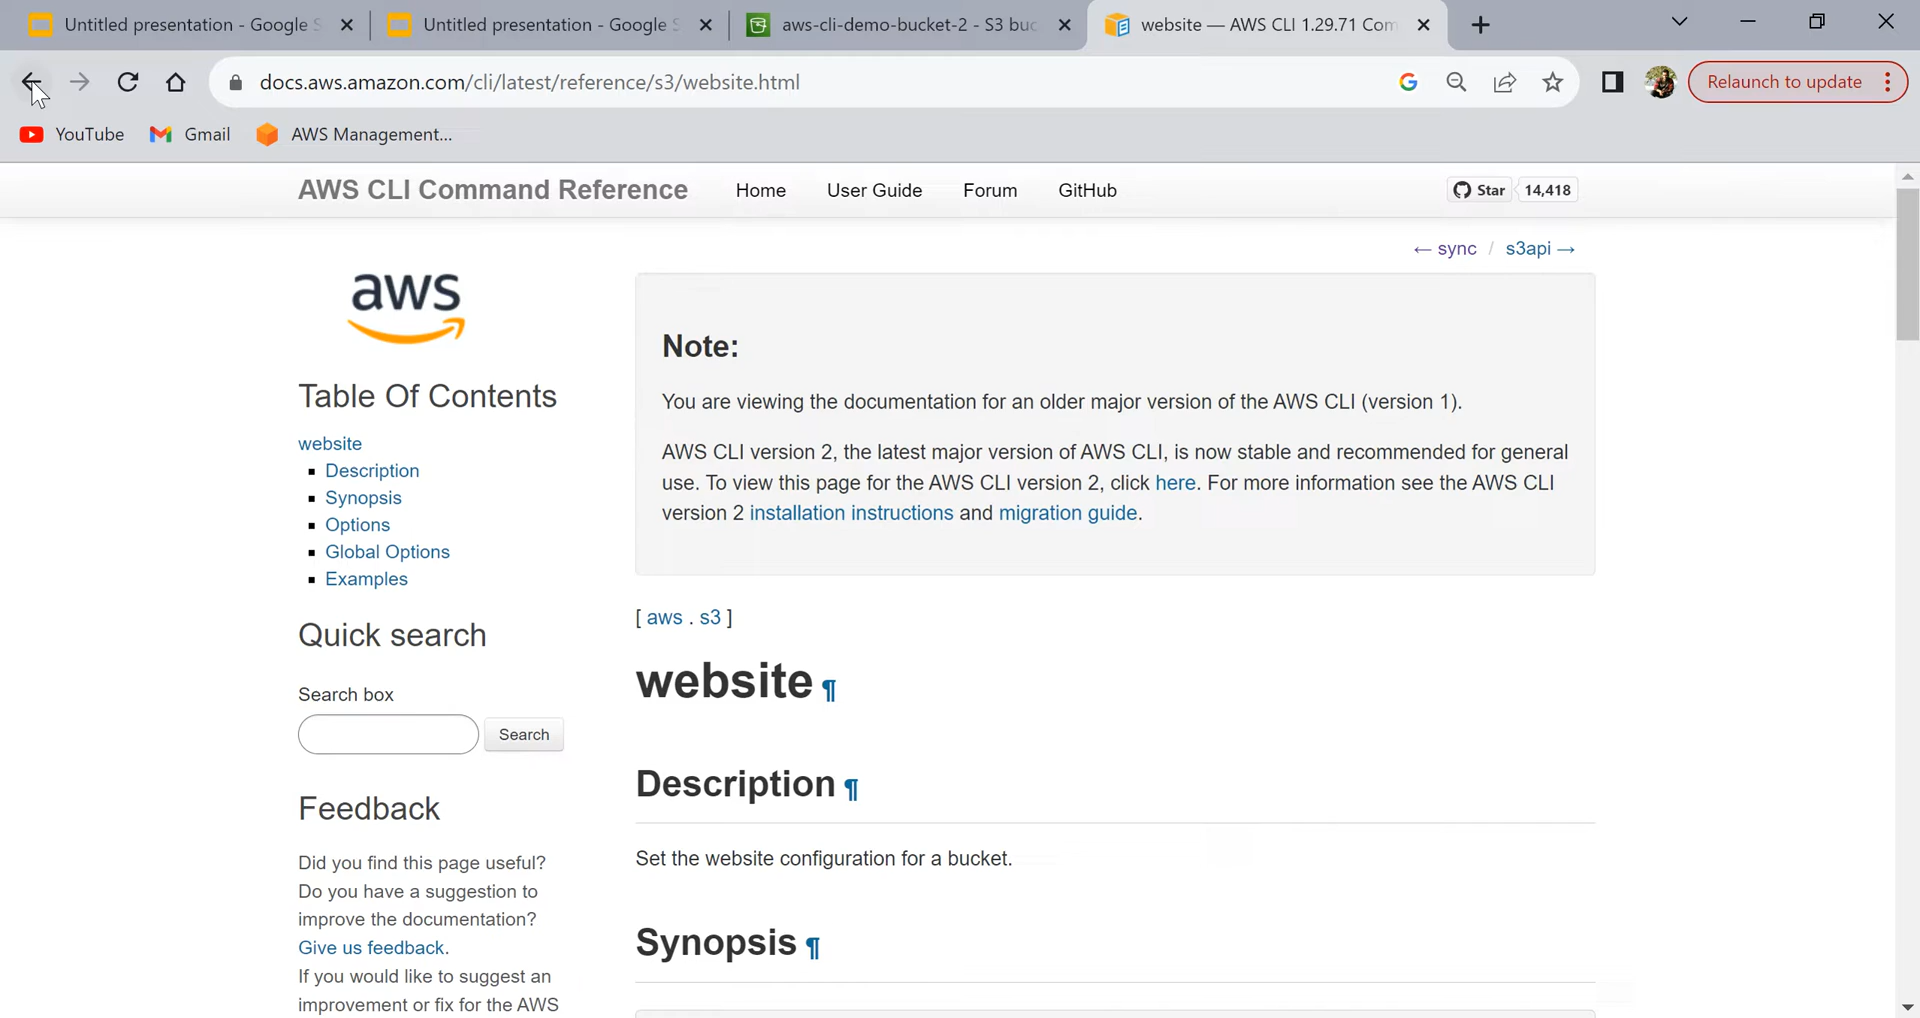 Untitled presentation - Google S
Untitled presentation - Google S
aws-cli-demo-bucket-2 - S3 buc
website — AWS CLI 1.29.71 Com
docs.aws.amazon.com/cli/latest/reference/s3/website.html
Relaunch to update
YouTube
Gmail
AWS Management...
AWS CLI Command Reference
Home
User Guide
Forum
GitHub
Star
14,418
← sync / s3api →
aws
Table Of Contents
website
Description
Synopsis
Options
Global Options
Examples
Quick search
Search box
Search
Feedback
Did you find this page useful?
Do you have a suggestion to
improve the documentation?
Give us feedback.
If you would like to suggest an
improvement or fix for the AWS
Note:
You are viewing the documentation for an older major version of the AWS CLI (version 1).
AWS CLI version 2, the latest major version of AWS CLI, is now stable and recommended for general
use. To view this page for the AWS CLI version 2, click here. For more information see the AWS CLI
version 2 installation instructions and migration guide.
[ aws . s3 ]
website ¶
Description ¶
Set the website configuration for a bucket.
Synopsis ¶